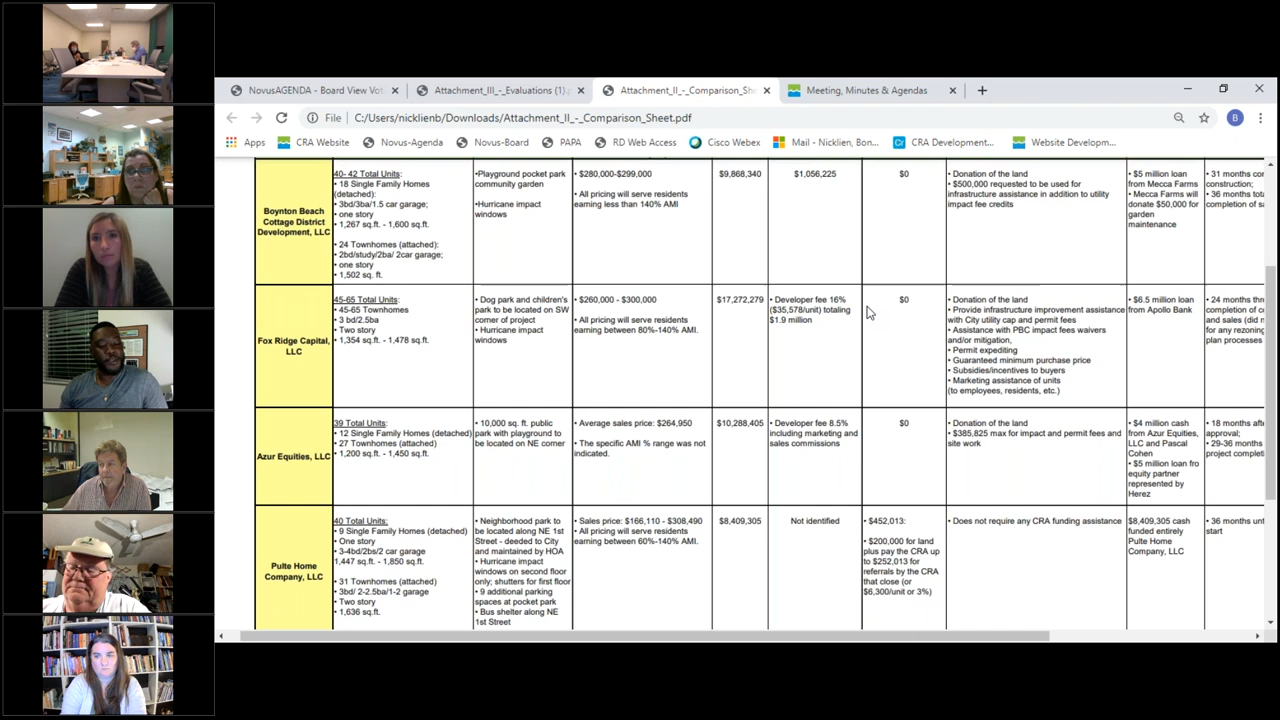 NovusAGENDA - Board View Vot
Attachment_III_-_Evaluations (1).p
Attachment_II_-_Comparison_She
Meeting, Minutes & Agendas
File
C:/Users/nicklienb/Downloads/Attachment_II_-_Comparison_Sheet.pdf
B
Apps
CRA Website
Novus-Agenda
Novus-Board
PAPA
RD Web Access
Cisco Webex
Mail - Nicklien, Bon...
CRA Development...
Website Developm...
Boynton Beach
Cottage District
Development, LLC
40- 42 Total Units:
• 18 Single Family Homes
(detached):
• 3bd/3ba/1.5 car garage;
• one story
• 1,267 sq.ft. - 1,600 sq.ft.
• 24 Townhomes (attached):
• 2bd/study/2ba/ 2car garage;
• one story
• 1,502 sq. ft.
•Playground pocket park
community garden
•Hurricane impact
windows
• $280,000-$299,000
• All pricing will serve residents
earning less than 140% AMI
$9,868,340
$1,056,225
$0
• Donation of the land
• $500,000 requested to be used for
infrastructure assistance in addition to utility
impact fee credits
• $5 million loan
from Mecca Farms
• Mecca Farms will
donate $50,000 for
garden
maintenance
• 31 months co
construction;
• 36 months tot
completion of sa
Fox Ridge Capital,
LLC
45-65 Total Units:
• 45-65 Townhomes
• 3 bd/2.5ba
• Two story
• 1,354 sq.ft. - 1,478 sq.ft.
• Dog park and children's
park to be located on SW
corner of project
• Hurricane impact
windows
• $260,000 - $300,000
• All pricing will serve residents
earning between 80%-140% AMI.
$17,272,279
• Developer fee 16%
($35,578/unit) totaling
$1.9 million
$0
• Donation of the land
• Provide infrastructure improvement assistance
with City utility cap and permit fees
• Assistance with PBC impact fees waivers
and/or mitigation,
• Permit expediting
• Guaranteed minimum purchase price
• Subsidies/incentives to buyers
• Marketing assistance of units
(to employees, residents, etc.)
• $6.5 million loan
from Apollo Bank
• 24 months thr
completion of c
and sales (did n
for any rezoning
plan processes
Azur Equities, LLC
39 Total Units:
• 12 Single Family Homes (detached)
• 27 Townhomes (attached)
• 1,200 sq.ft. - 1,450 sq.ft.
• 10,000 sq. ft. public
park with playground to
be located on NE corner
• Average sales price: $264,950
• The specific AMI % range was not
indicated.
$10,288,405
• Developer fee 8.5%
including marketing and
sales commissions
$0
• Donation of the land
• $385,825 max for impact and permit fees and
site work
• $4 million cash
from Azur Equities,
LLC and Pascal
Cohen
• $5 million loan fro
equity partner
represented by
Herez
• 18 months aft
approval;
• 29-36 months
project completi
Pulte Home
Company, LLC
40 Total Units:
• 9 Single Family Homes (detached)
• One story
• 3-4bd/2bs/2 car garage
1,447 sq.ft. - 1,850 sq.ft.
• 31 Townhomes (attached)
• 3bd/ 2-2.5ba/1-2 garage
• Two story
• 1,636 sq.ft.
• Neighborhood park to
be located along NE 1st
Street - deeded to City
and maintained by HOA
• Hurricane impact
windows on second floor
only; shutters for first floor
• 9 additional parking
spaces at pocket park
• Bus shelter along NE
1st Street
• Sales price: $166,110 - $308,490
• All pricing will serve residents
earning between 60%-140% AMI.
$8,409,305
Not identified
• $452,013:
• $200,000 for land
plus pay the CRA up
to $252,013 for
referrals by the CRA
that close (or
$6,300/unit or 3%)
• Does not require any CRA funding assistance
$8,409,305 cash
funded entirely
Pulte Home
Company, LLC
• 36 months unt
start